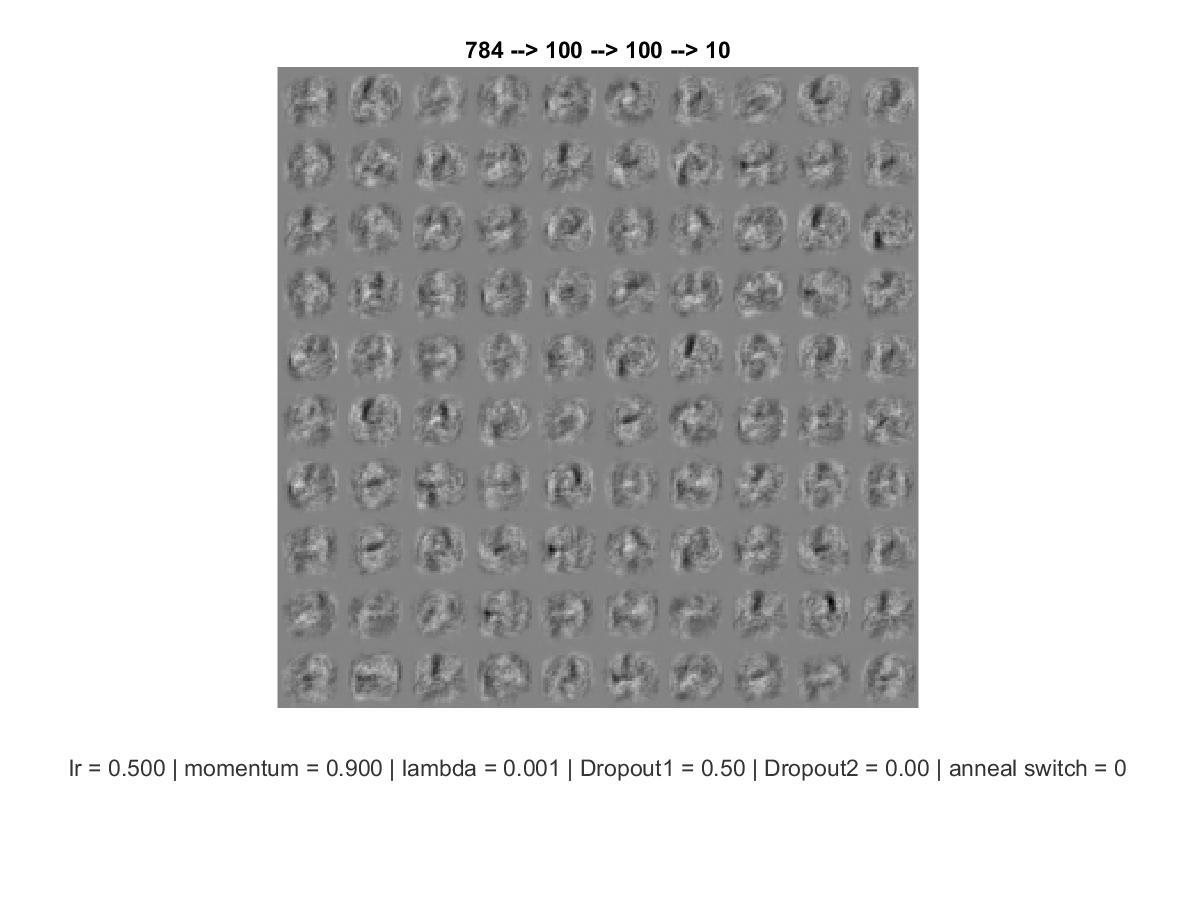 784 --> 100 --> 100 --> 10
lr = 0.500 | momentum = 0.900 | lambda = 0.001 | Dropout1 = 0.50 | Dropout2 = 0.00 | anneal switch = 0